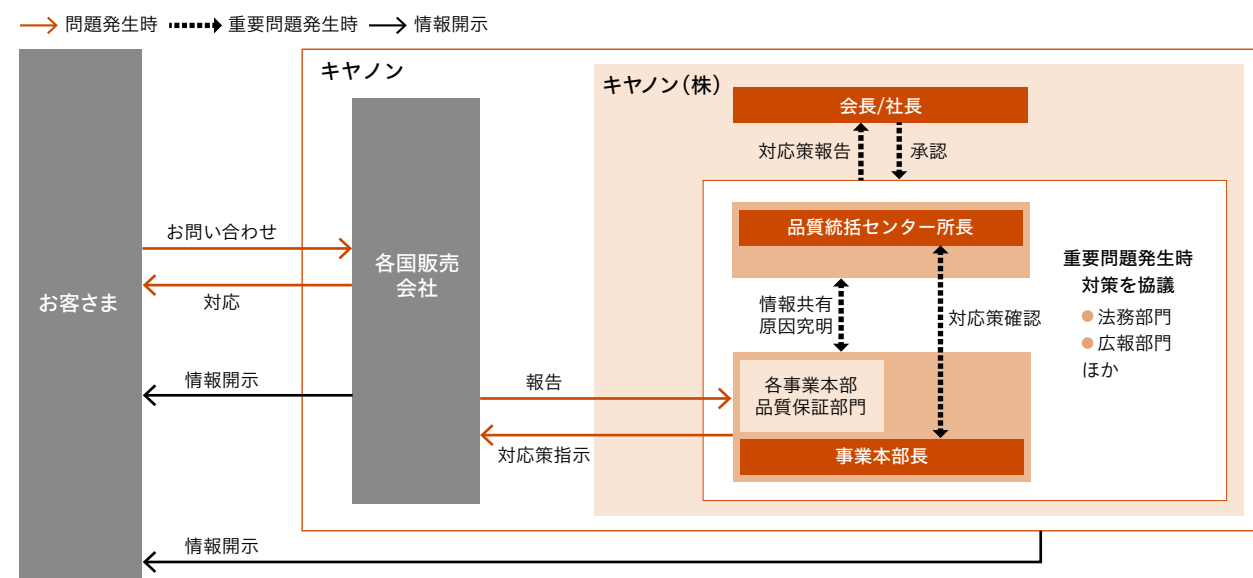 問題発生時
重要問題発生時
情報開示
キヤノン
キヤノン（株）
会長/社長
対応策報告
承認
品質統括センター所長
お問い合わせ
各国販売
会社
重要問題発生時
対策を協議
お客さま
対応
情報共有
原因究明
対応策確認
法務部門
広報部門
ほか
情報開示
報告
各事業本部
品質保証部門
対応策指示
事業本部長
情報開示